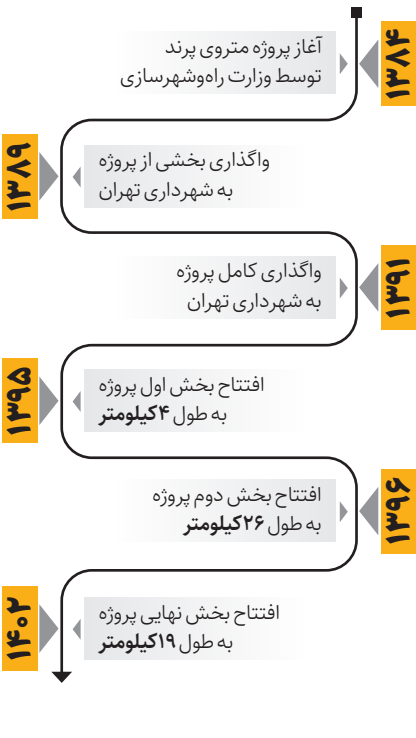 ۱۳۸۴
آغاز پروژه متروی پرند
توسط وزارت راه‌وشهرسازی
۱۳۸۹
واگذاری بخشی از پروژه
به شهرداری تهران
۱۳۹۱
واگذاری کامل پروژه
به شهرداری تهران
۱۳۹۵
افتتاح بخش اول پروژه
به طول ۴کیلومتر
۱۳۹۶
افتتاح بخش دوم پروژه
به طول ۲۶کیلومتر
۱۴۰۲
افتتاح بخش نهایی پروژه
به طول ۱۹کیلومتر